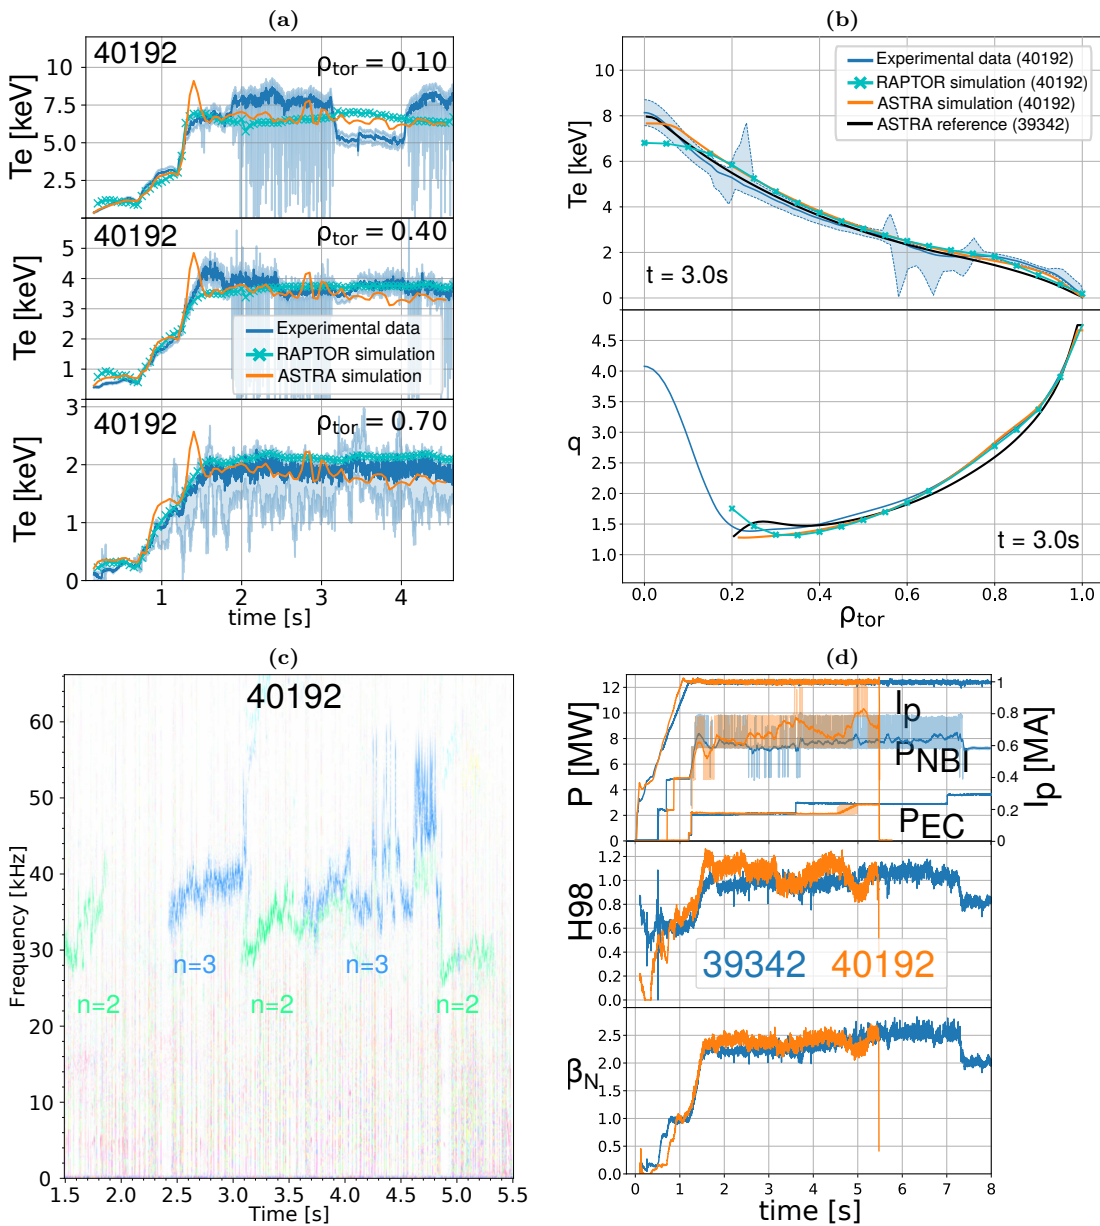 (a)
40192
ρtor = 0.10
Te [keV]
10
7.5
5.0
2.5
40192
ρtor = 0.40
Te [keV]
5
4
3
2
1
Experimental data
RAPTOR simulation
ASTRA simulation
40192
ρtor = 0.70
Te [keV]
3
2
1
0
1 2 3 4
time [s]
(b)
Experimental data (40192)
RAPTOR simulation (40192)
ASTRA simulation (40192)
ASTRA reference (39342)
Te [keV]
10
8
6
4
2
0
t = 3.0s
q
4.5
4.0
3.5
3.0
2.5
2.0
1.5
1.0
t = 3.0s
0.0 0.2 0.4 0.6 0.8 1.0
ρtor
(c)
40192
Frequency [kHz]
60
50
40
30
20
10
0
n=3
n=3
n=2
n=2
n=2
1.5 2.0 2.5 3.0 3.5 4.0 4.5 5.0 5.5
Time [s]
(d)
P [MW]
12
10
8
6
4
2
0
Ip
PNBI
PEC
1
0.8
0.6
0.4
0.2
0
Ip [MA]
H98
1.2
1.0
0.8
0.6
0.4
0.2
0.0
39342 40192
βN
2.5
2.0
1.5
1.0
0.5
0.0
0 1 2 3 4 5 6 7 8
time [s]